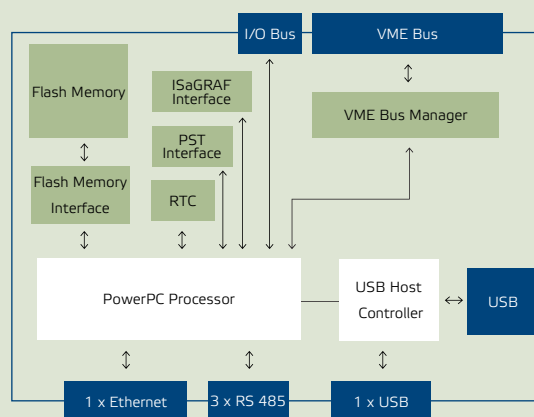 I/O Bus
VME Bus
Flash Memory
ISaGRAF
Interface
VME Bus Manager
PST
Interface
Flash Memory
Interface
RTC
PowerPC Processor
USB Host
Controller
USB
1 x Ethernet
3 x RS 485
1 x USB